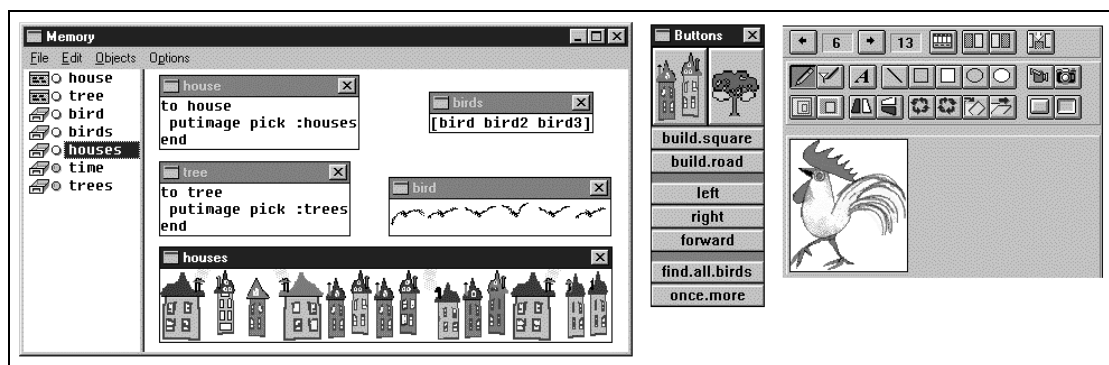 Memory
File Edit Objects Options
house
tree
bird
birds
houses
time
trees
house
to house
putimage pick :houses
end
birds
[bird bird2 bird3]
tree
to tree
putimage pick :trees
end
bird
houses
Buttons
build.square
build.road
left
right
forward
find.all.birds
once.more
6 13
A